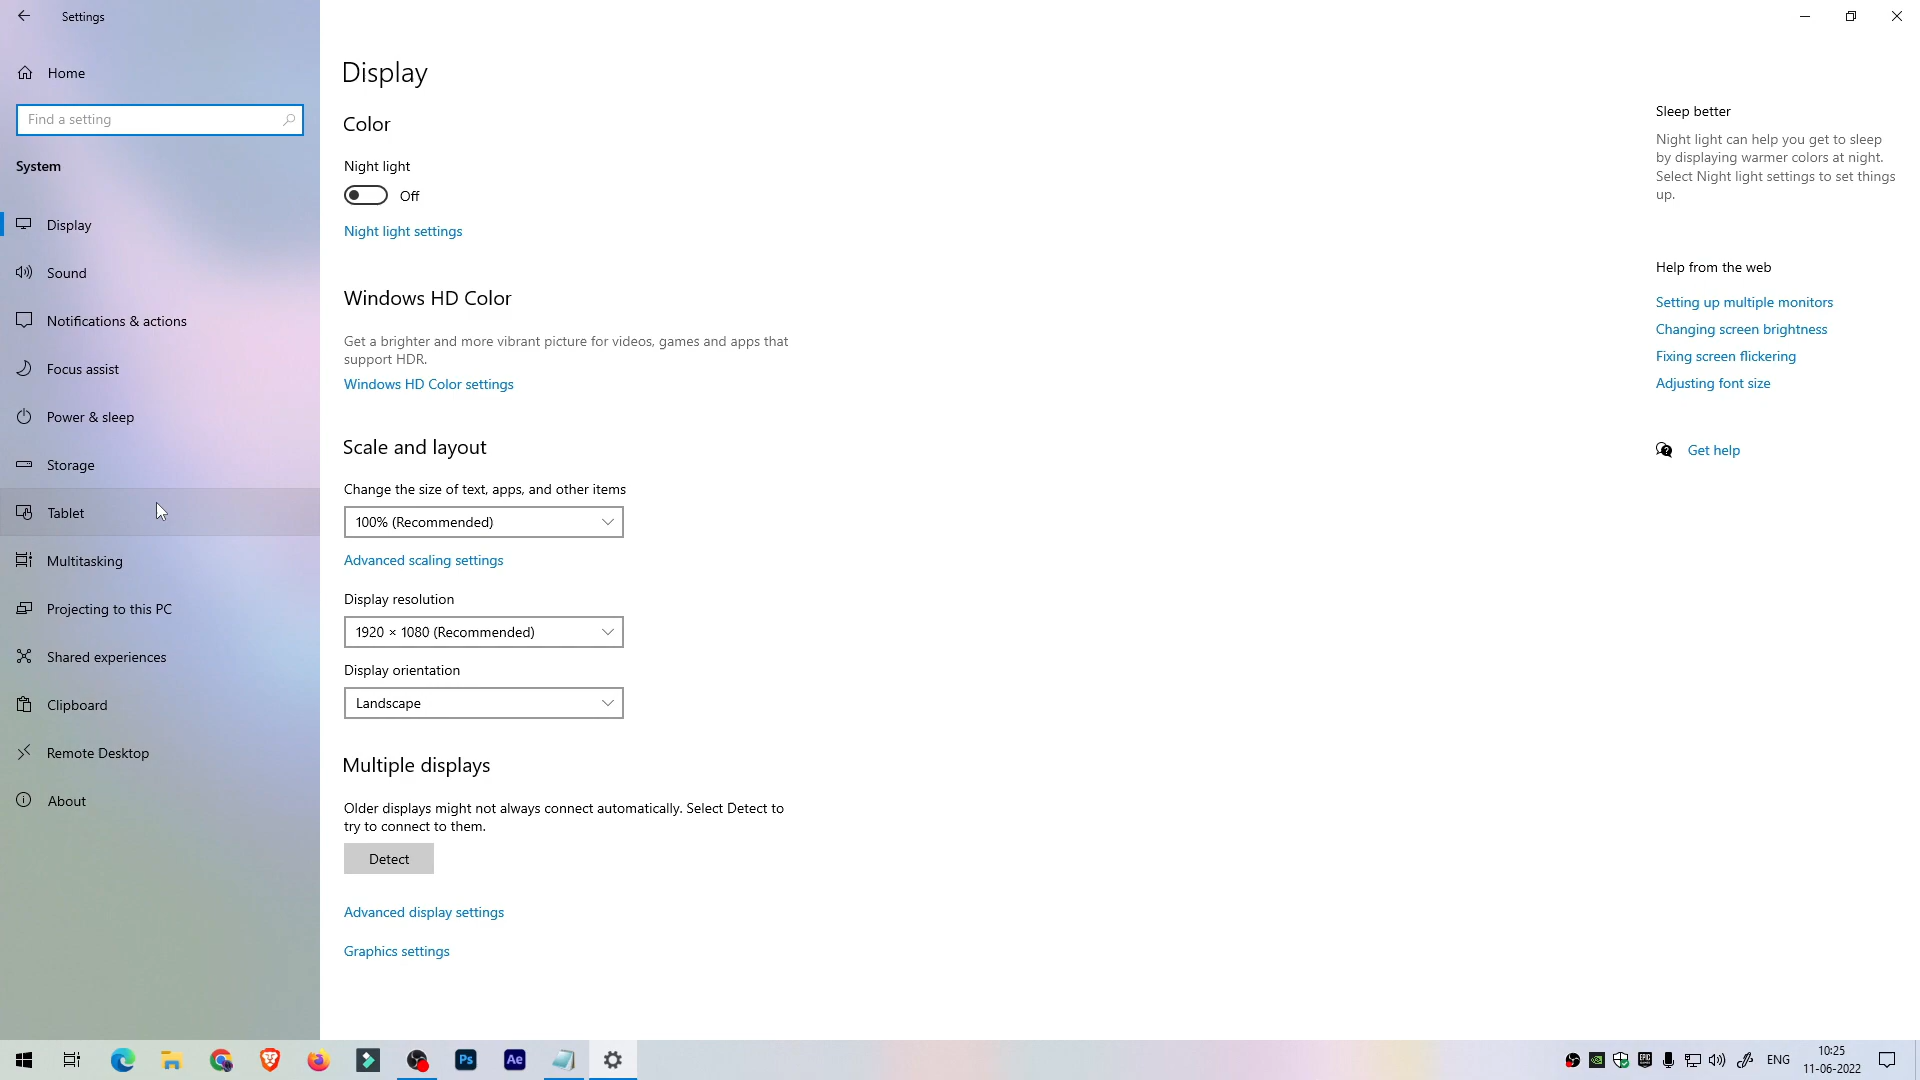 Settings
Home
Find a setting
System
Display
Sound
Notifications & actions
Focus assist
Power & sleep
Storage
Tablet
Multitasking
Projecting to this PC
Shared experiences
Clipboard
Remote Desktop
About
Display
Color
Night light
Off
Night light settings
Windows HD Color
Get a brighter and more vibrant picture for videos, games and apps that
support HDR.
Windows HD Color settings
Scale and layout
Change the size of text, apps, and other items
100% (Recommended)
Advanced scaling settings
Display resolution
1920 × 1080 (Recommended)
Display orientation
Landscape
Multiple displays
Older displays might not always connect automatically. Select Detect to
try to connect to them.
Detect
Advanced display settings
Graphics settings
Sleep better
Night light can help you get to sleep
by displaying warmer colors at night.
Select Night light settings to set things
up.
Help from the web
Setting up multiple monitors
Changing screen brightness
Fixing screen flickering
Adjusting font size
Get help
Ps
Ae
EPIC
ENG
10:25
11-06-2022